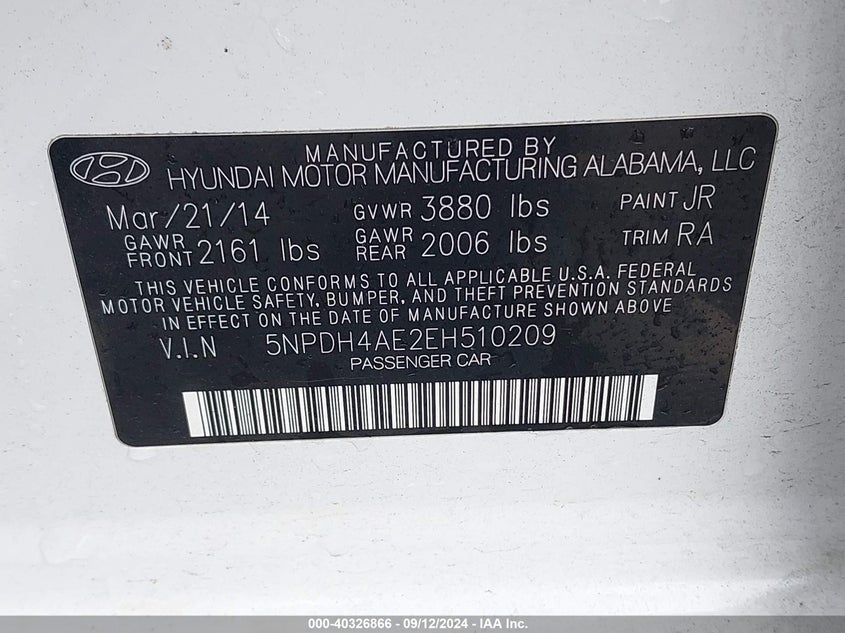 MANUFACTURED BY
HYUNDAI MOTOR MANUFACTURING ALABAMA, LLC
Mar/21/14 GVWR 3880 lbs PAINT JR
GAWR FRONT 2161 lbs GAWR REAR 2006 lbs TRIM RA
THIS VEHICLE CONFORMS TO ALL APPLICABLE U.S.A. FEDERAL
MOTOR VEHICLE SAFETY, BUMPER, AND THEFT PREVENTION STANDARDS
IN EFFECT ON THE DATE OF MANUFACTURE SHOWN ABOVE
V.I.N 5NPDH4AE2EH510209
PASSENGER CAR
000-40326866 - 09/12/2024 - IAA Inc.